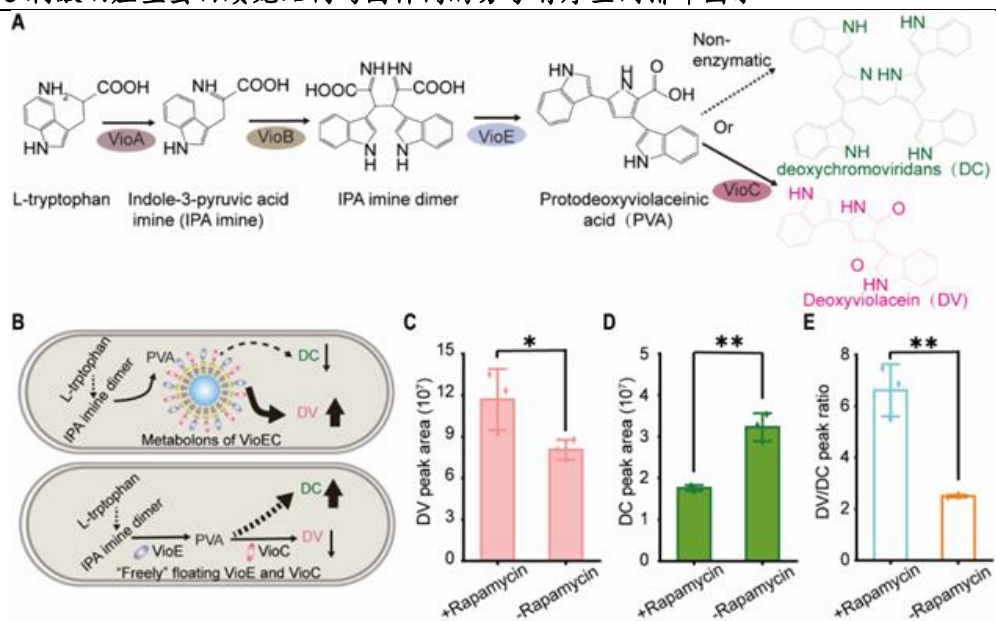 A
NH2 COOH
HN
VioA
NH COOH
HN
VioB
NH HN
HOOC COOH
N H N H
VioE
HN
H N O
OH
HN
Non-
enzymatic
Or
VioC
NH NH
N HN
NH HN
deoxychromoviridans (DC)
HN
HN O
O
HN
Deoxyviolacein (DV)
L-tryptophan
Indole-3-pyruvic acid
imine (IPA imine)
IPA imine dimer
Protodeoxyviolaceinic
acid (PVA)
B
L-trptophan
IPA imine dimer
PVA
DC
DV
Metabolons of VioEC
L-trptophan
IPA imine dimer
VioE
PVA
VioC
DC
DV
"Freely" floating VioE and VioC
C
DV peak area (10⁷)
15
12
9
6
3
0
*
+Rapamycin
-Rapamycin
D
DC peak area (10⁷)
5
4
3
2
1
0
**
+Rapamycin
-Rapamycin
E
DV/DC peak ratio
8
6
4
2
0
**
+Rapamycin
-Rapamycin